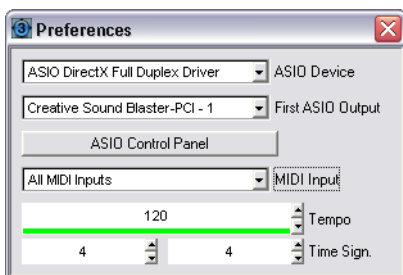 3 Preferences
ASIO DirectX Full Duplex Driver ASIO Device
Creative Sound Blaster-PCI - 1 First ASIO Output
ASIO Control Panel
All MIDI Inputs MIDI Input
120 Tempo
4 4 Time Sign.